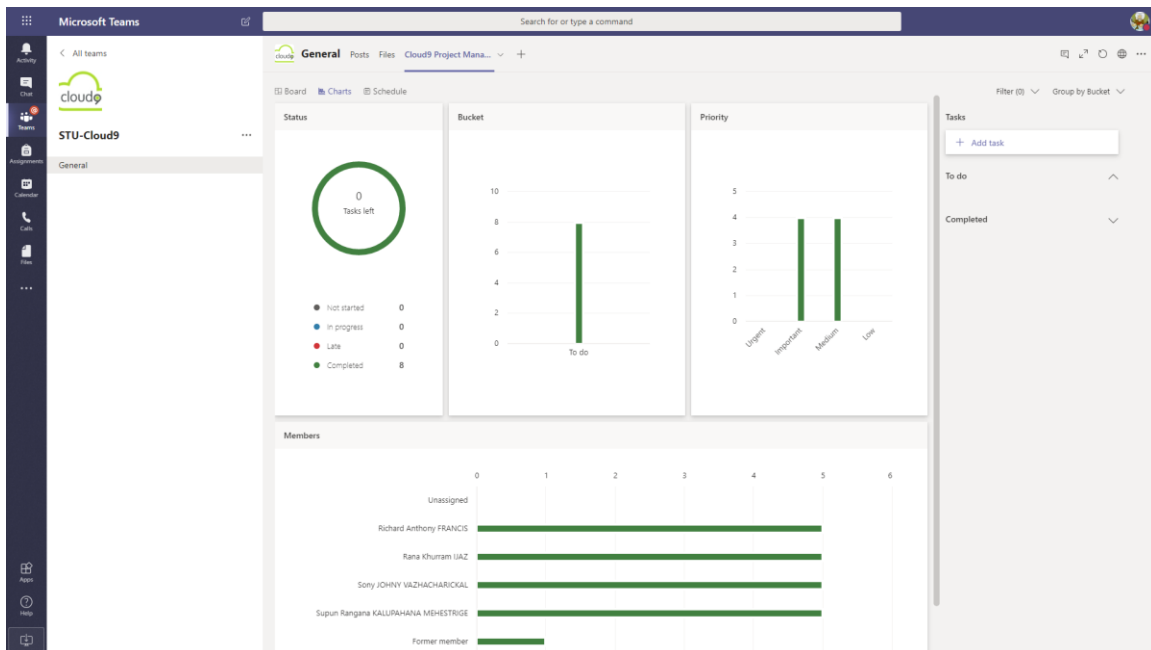 Microsoft Teams
Search for or type a command
Activity
Chat
Teams
Assignments
Calendar
Calls
Files
Apps
Help
All teams
cloud9
STU-Cloud9
General
cloud9
General Posts Files Cloud9 Project Mana...
Board Charts Schedule
Filter (0) Group by Bucket
Status
0
Tasks left
Not started 0
In progress 0
Late 0
Completed 8
Bucket
10
8
6
4
2
0
To do
Priority
5
4
3
2
1
0
Urgent Important Medium Low
Tasks
+ Add task
To do
Completed
Members
0 1 2 3 4 5 6
Unassigned
Richard Anthony FRANCIS
Rana Khurram IJAZ
Sony JOHNY VAZHACHARICKAL
Supun Rangana KALUPAHANA MEHESTRIGE
Former member